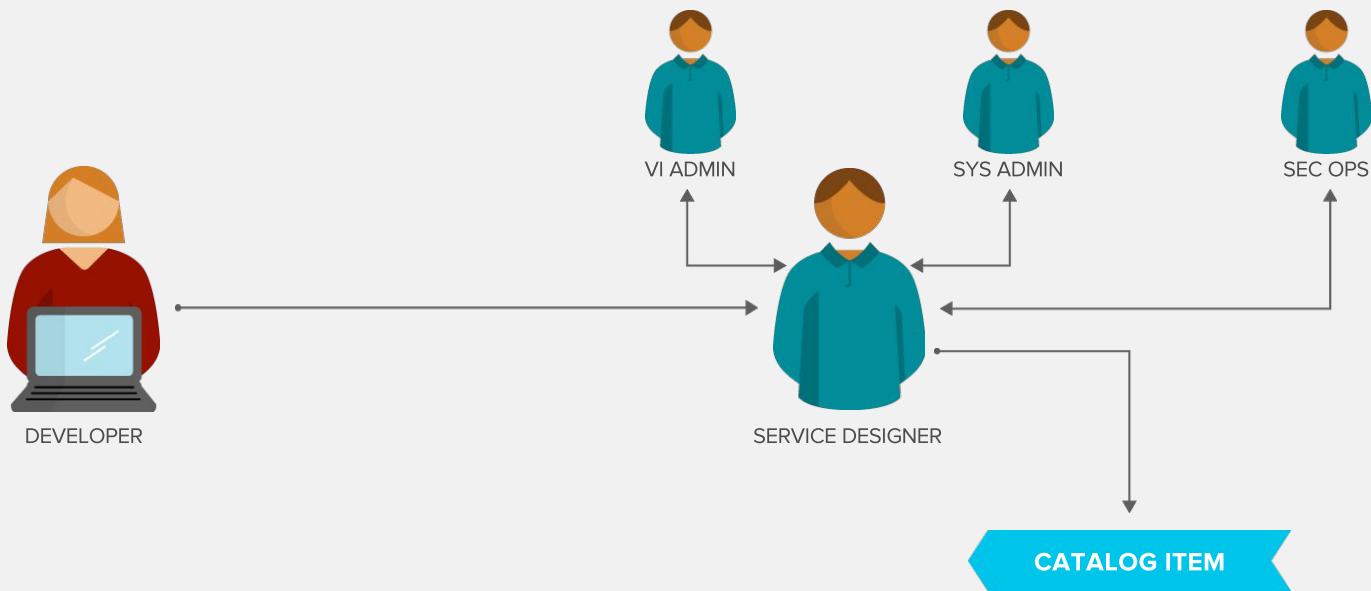 VI ADMIN
SYS ADMIN
SEC OPS
DEVELOPER
SERVICE DESIGNER
CATALOG ITEM